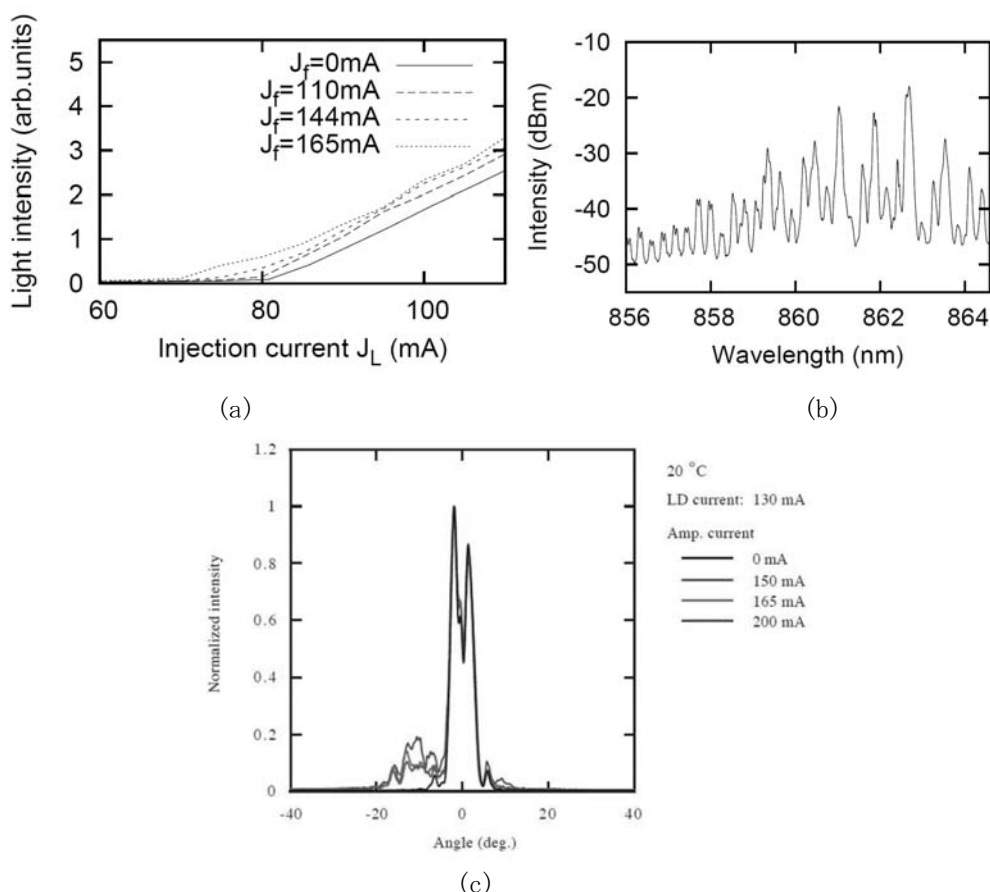 Light intensity (arb.units)
5
4
3
2
1
0
J_f=0mA
J_f=110mA
J_f=144mA
J_f=165mA
60
80
100
Injection current J_L (mA)
(a)
Intensity (dBm)
-10
-20
-30
-40
-50
856
858
860
862
864
Wavelength (nm)
(b)
Normalized intensity
1.2
1
0.8
0.6
0.4
0.2
0
-40
-20
0
20
40
Angle (deg.)
20 °C
LD current: 130 mA
Amp. current
0 mA
150 mA
165 mA
200 mA
(c)